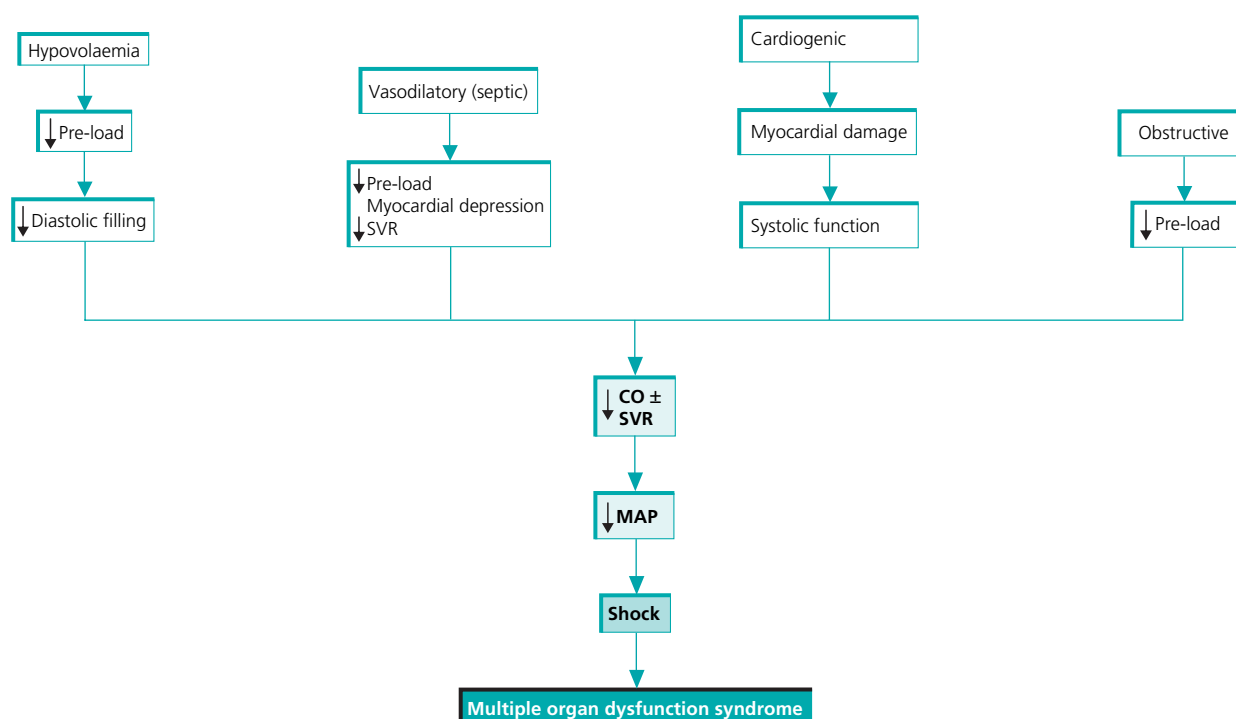 Hypovolaemia
↓ Pre-load
↓ Diastolic filling
Vasodilatory (septic)
↓ Pre-load
Myocardial depression
↓ SVR
Cardiogenic
Myocardial damage
Systolic function
Obstructive
↓ Pre-load
↓ CO ±
SVR
↓ MAP
Shock
Multiple organ dysfunction syndrome